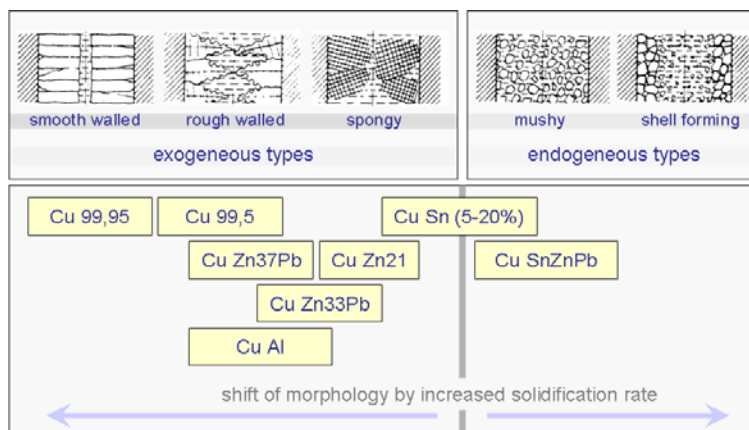 smooth walled rough walled spongy mushy shell forming
exogeneous types endogeneous types
Cu 99,95 Cu 99,5 Cu Sn (5-20%)
Cu Zn37Pb Cu Zn21 Cu SnZnPb
Cu Zn33Pb
Cu Al
shift of morphology by increased solidification rate